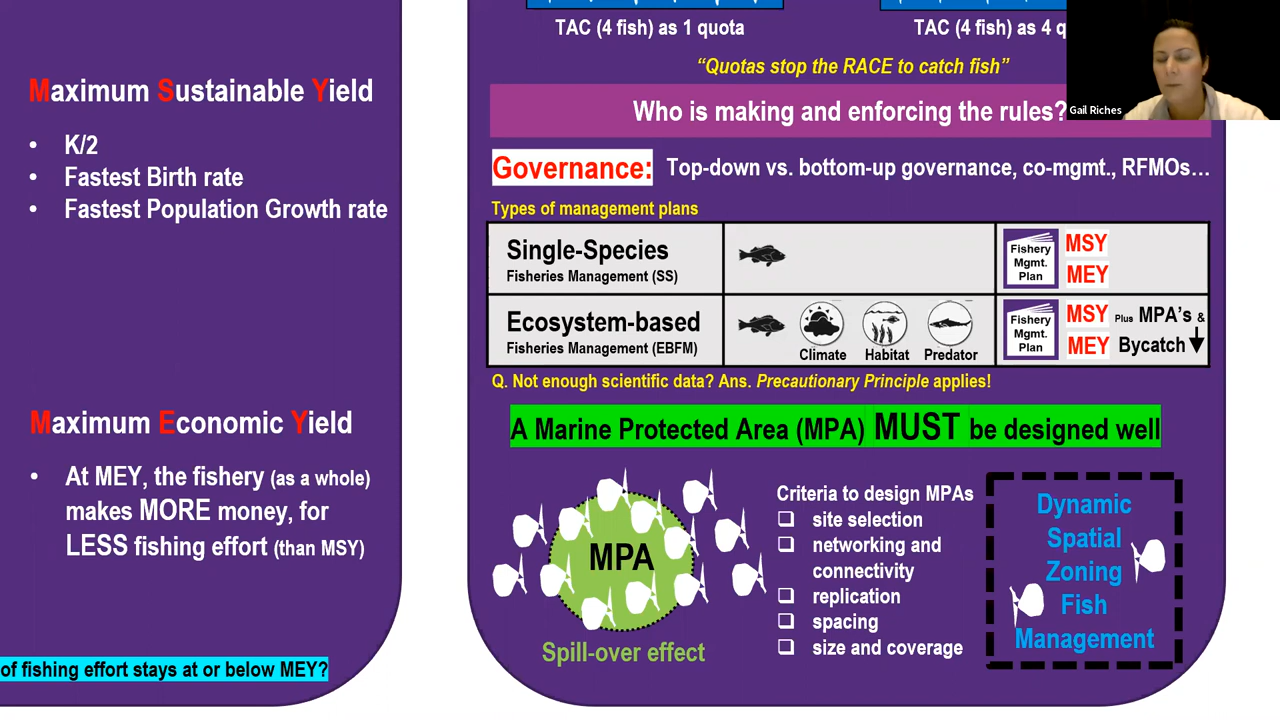 Maximum Sustainable Yield
• K/2
• Fastest Birth rate
• Fastest Population Growth rate
Maximum Economic Yield
• At MEY, the fishery (as a whole)
makes MORE money, for
LESS fishing effort (than MSY)
of fishing effort stays at or below MEY?
TAC (4 fish) as 1 quota
TAC (4 fish) as 4
“Quotas stop the RACE to catch fish”
Gail Riches
Who is making and enforcing the rules?
Governance: Top-down vs. bottom-up governance, co-mgmt., RFMOs…
Types of management plans
Single-Species
Fisheries Management (SS)
Fishery
Mgmt.
Plan
MSY
MEY
Ecosystem-based
Fisheries Management (EBFM)
Climate
Habitat
Predator
Fishery
Mgmt.
Plan
MSY Plus MPA’s &
MEY Bycatch
Q. Not enough scientific data? Ans. Precautionary Principle applies!
A Marine Protected Area (MPA) MUST be designed well
MPA
Spill-over effect
Criteria to design MPAs
❑ site selection
❑ networking and
connectivity
❑ replication
❑ spacing
❑ size and coverage
Dynamic
Spatial
Zoning
Fish
Management